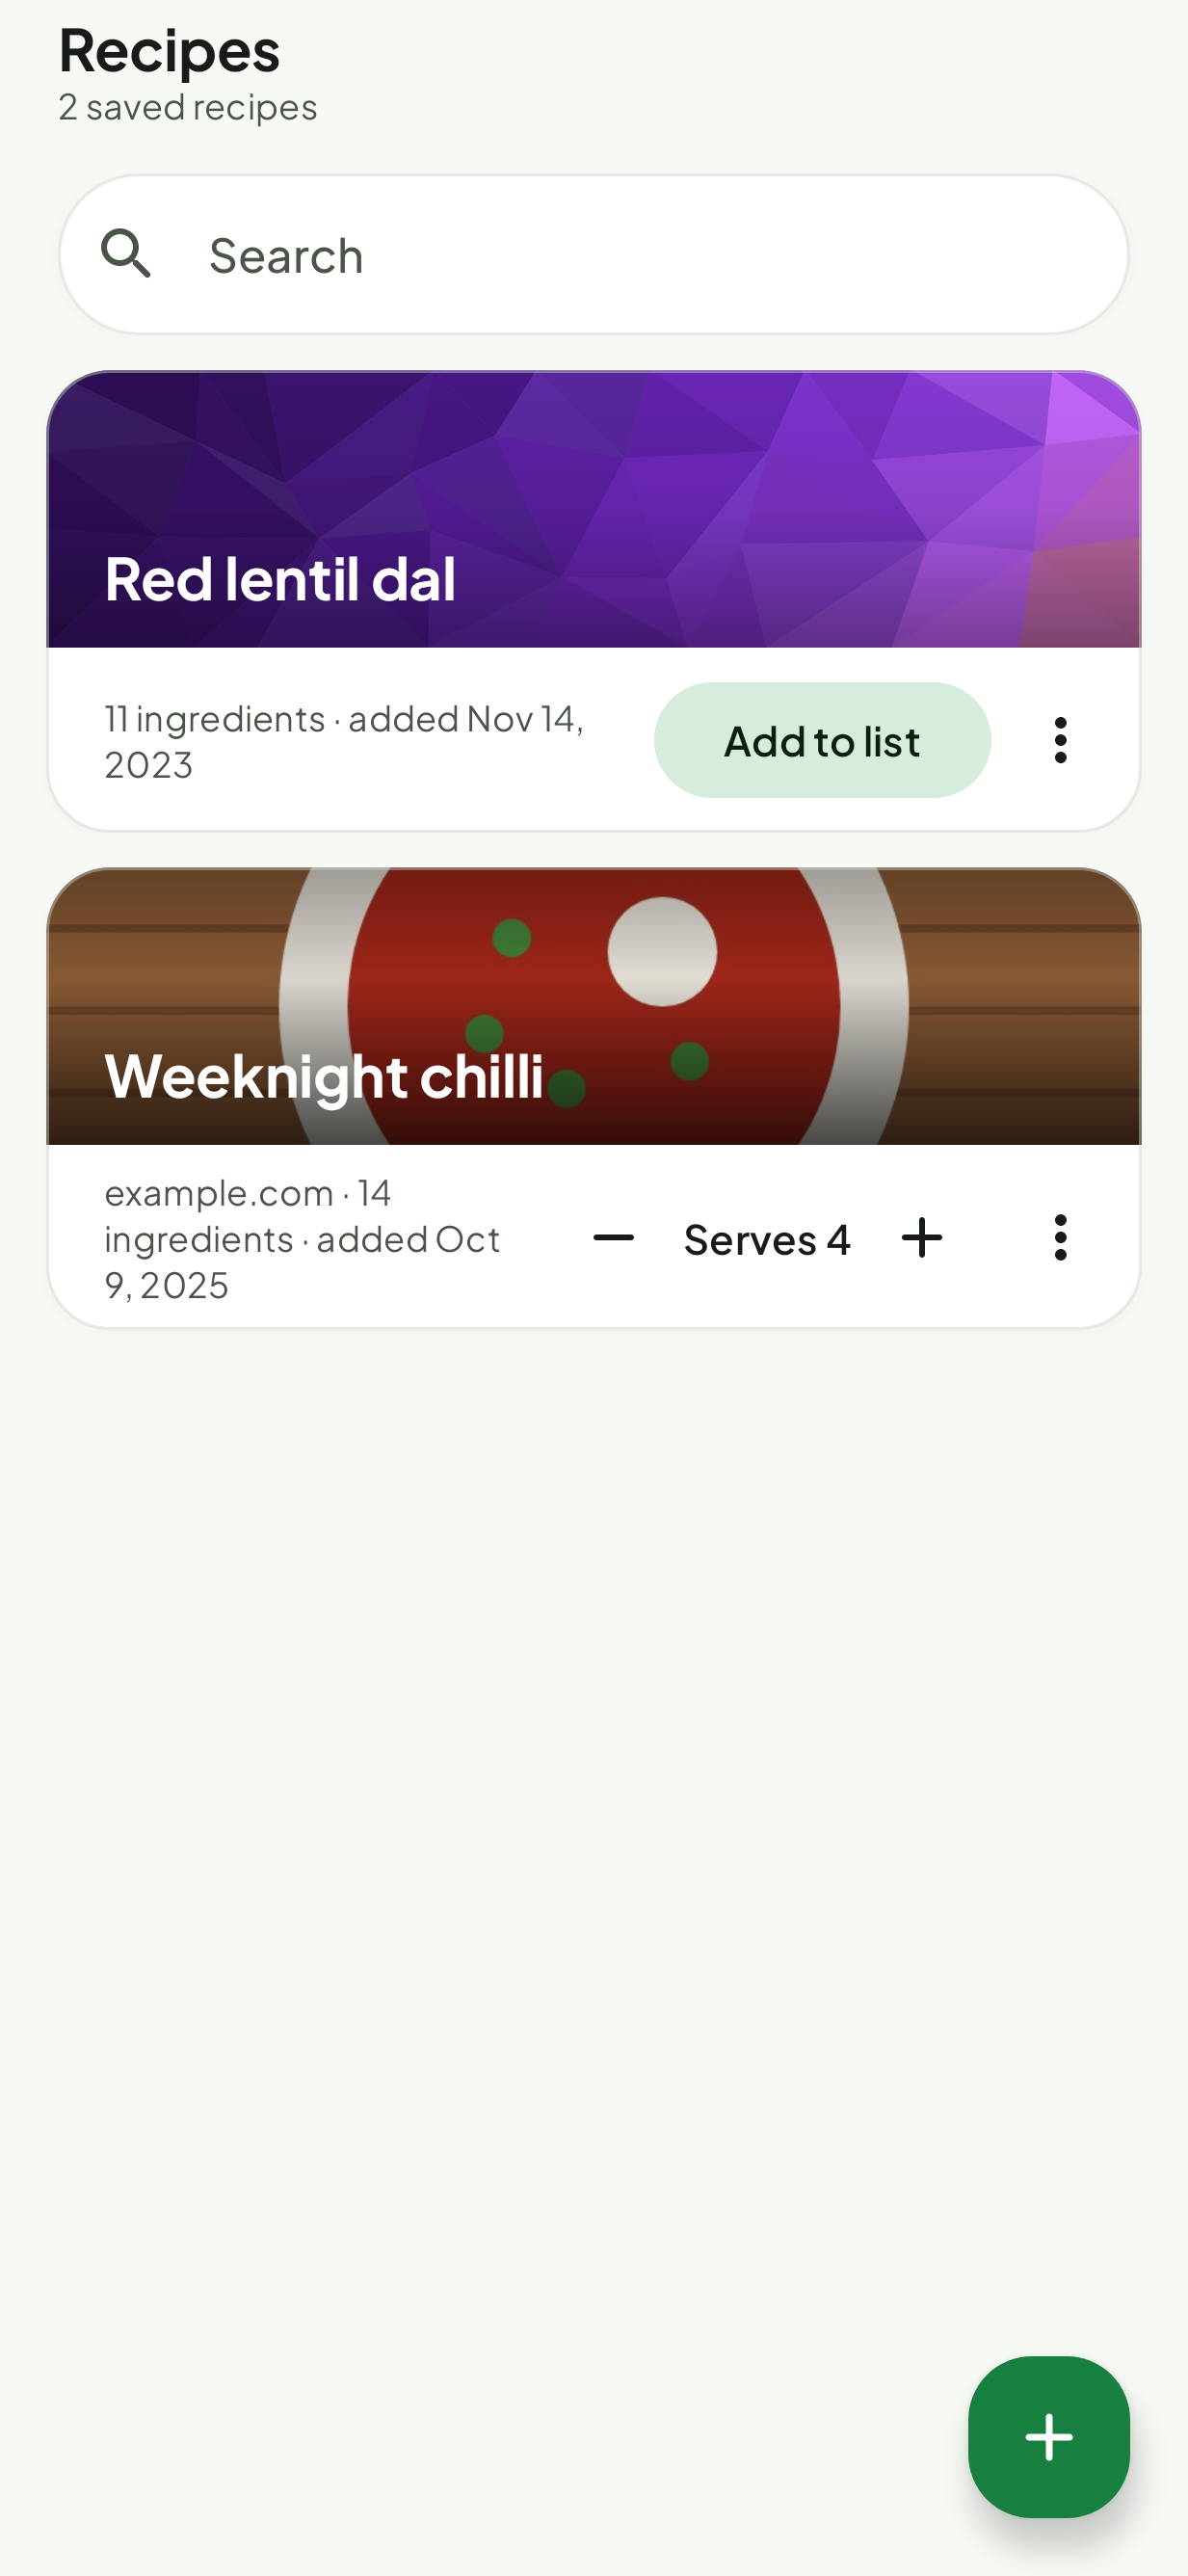 Recipes
2 saved recipes
Search
Red lentil dal
11 ingredients · added Nov 14,
2023
Add to list
Weeknight chilli
example.com · 14
ingredients · added Oct
9, 2025
Serves 4